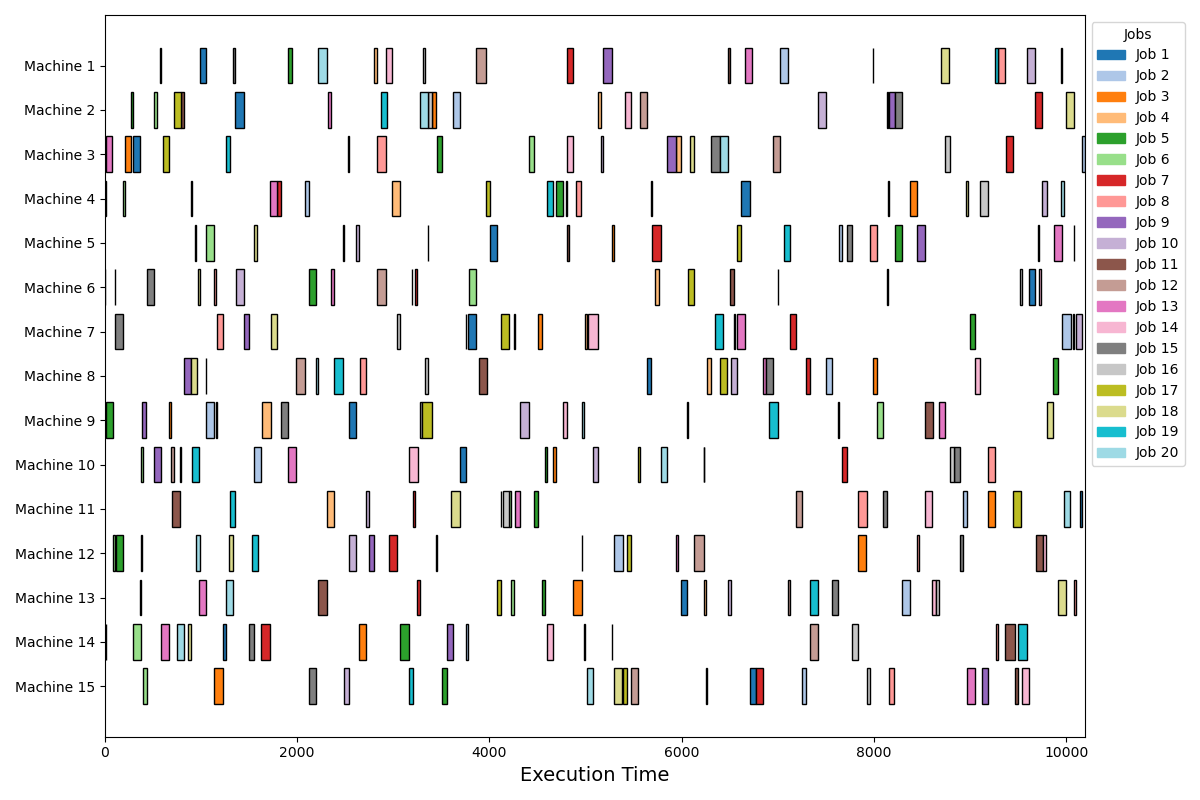 Machine 1
Machine 2
Machine 3
Machine 4
Machine 5
Machine 6
Machine 7
Machine 8
Machine 9
Machine 10
Machine 11
Machine 12
Machine 13
Machine 14
Machine 15
0 2000 4000 6000 8000 10000
Execution Time
Jobs
Job 1
Job 2
Job 3
Job 4
Job 5
Job 6
Job 7
Job 8
Job 9
Job 10
Job 11
Job 12
Job 13
Job 14
Job 15
Job 16
Job 17
Job 18
Job 19
Job 20